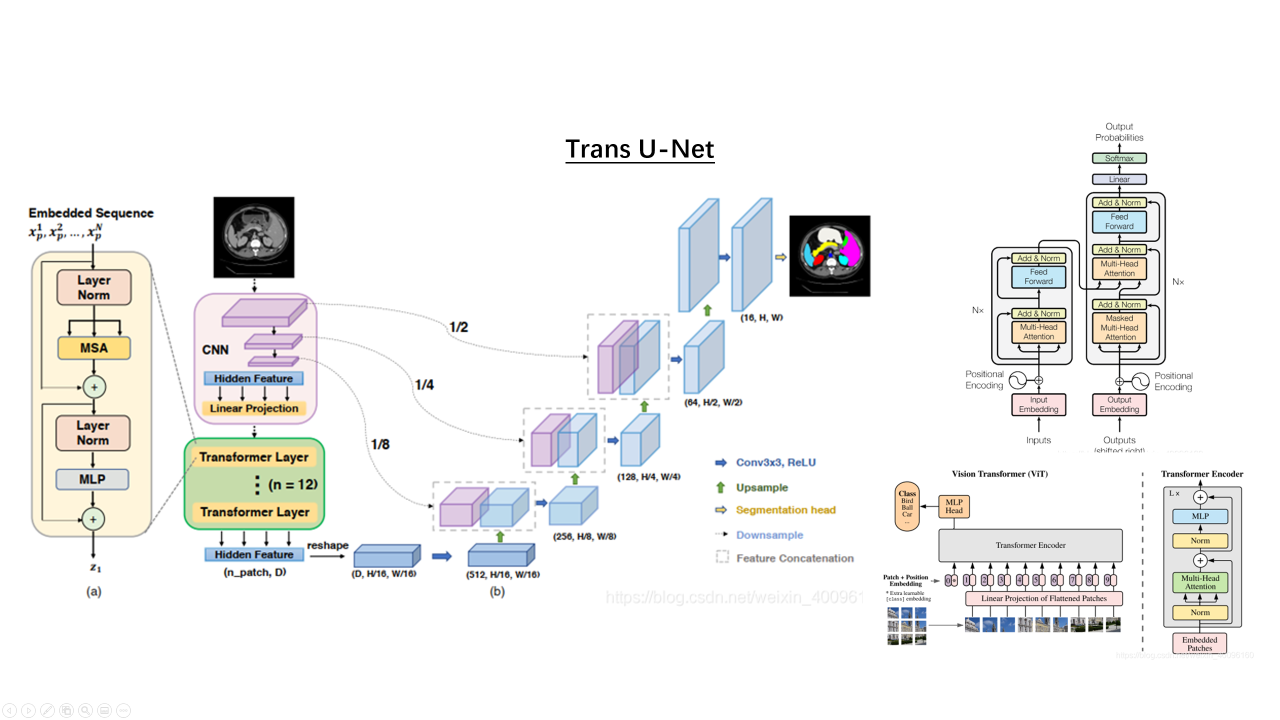 Trans U-Net
Embedded Sequence
x_p^1, x_p^2, ..., x_p^N
Layer
Norm
MSA
+
Layer
Norm
MLP
+
z_1
(a)
CNN
Hidden Feature
Linear Projection
Transformer Layer
(n = 12)
Transformer Layer
Hidden Feature
(n_patch, D)
reshape
(D, H/16, W/16)
(512, H/16, W/16)
(b)
1/2
1/4
1/8
(256, H/8, W/8)
(128, H/4, W/4)
(64, H/2, W/2)
(16, H, W)
Conv3x3, ReLU
Upsample
Segmentation head
Downsample
Feature Concatenation
https://blog.csdn.net/weixin_400961
Output
Probabilities
Softmax
Linear
Add & Norm
Feed
Forward
Add & Norm
Multi-Head
Attention
Add & Norm
Masked
Multi-Head
Attention
Nx
Add & Norm
Feed
Forward
Add & Norm
Multi-Head
Attention
Nx
Positional
Encoding
Positional
Encoding
Input
Embedding
Output
Embedding
Inputs
Outputs
(shifted right)
Vision Transformer (ViT)
Class
Bird
Ball
Car
...
MLP
Head
Transformer Encoder
Patch + Position
Embedding
* Extra learnable
[class] embedding
0 * 1 2 3 4 5 6 7 8 9
Linear Projection of Flattened Patches
Transformer Encoder
L x
+
MLP
Norm
+
Multi-Head
Attention
Norm
Embedded
Patches